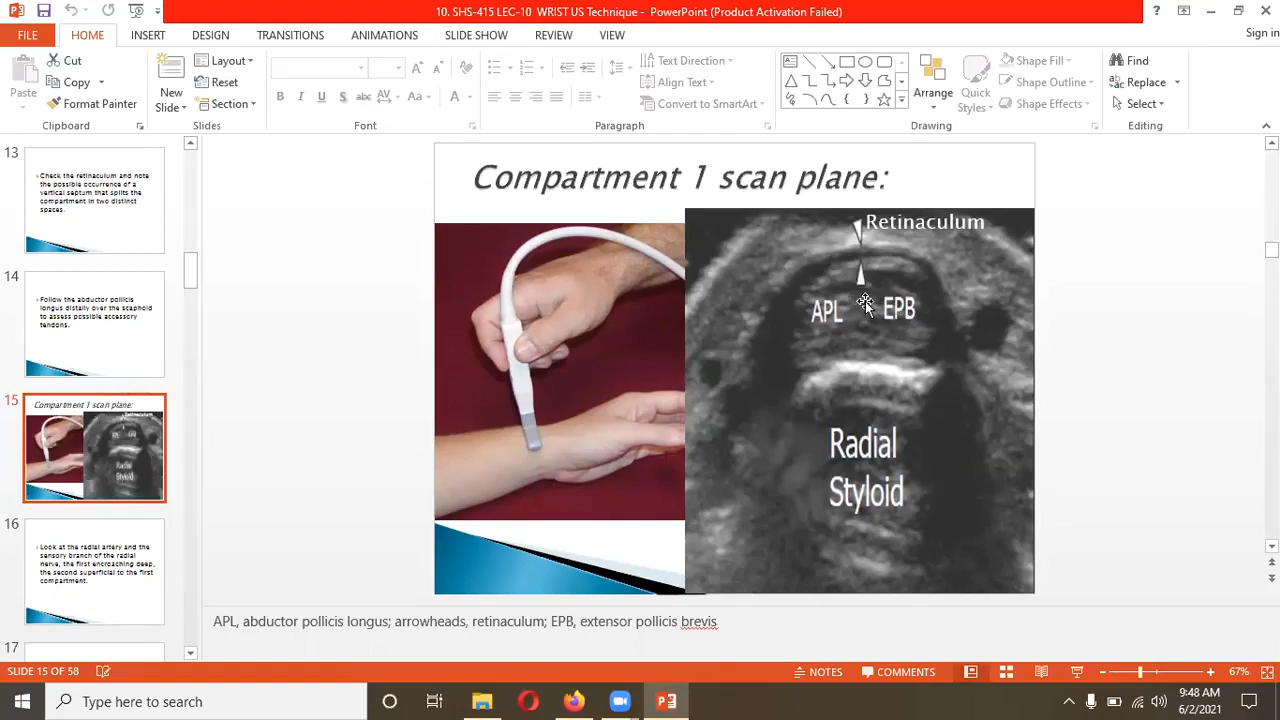 10. SHS-415 LEC-10 WRIST US Technique - PowerPoint (Product Activation Failed)
?
FILE HOME INSERT DESIGN TRANSITIONS ANIMATIONS SLIDE SHOW REVIEW VIEW Sign in
Paste
Cut
Copy
Format Painter
Clipboard
New
Slide
Layout
Reset
Section
Slides
B I U S abc AV Aa A
Font
Text Direction
Align Text
Convert to SmartArt
Paragraph
Arrange
Quick
Styles
Shape Fill
Shape Outline
Shape Effects
Drawing
Find
Replace
Select
Editing
13
Check the retinaculum and note
the possible occurrence of a
vertical septum that splits the
compartment in two distinct
spaces.
14
Follow the abductor pollicis
longus distally over the scaphoid
to assess possible accessory
tendons.
15
Compartment 1 scan plane:
Retinaculum
Radial
Styloid
16
Look at the radial artery and the
sensory branch of the radial
nerve, the first encroaching deep,
the second superficial to the first
compartment.
17
Compartment 1 scan plane:
Retinaculum
APL EPB
Radial
Styloid
APL, abductor pollicis longus; arrowheads, retinaculum; EPB, extensor pollicis brevis
SLIDE 15 OF 58 NOTES COMMENTS 67%
Type here to search
9:48 AM
6/2/2021